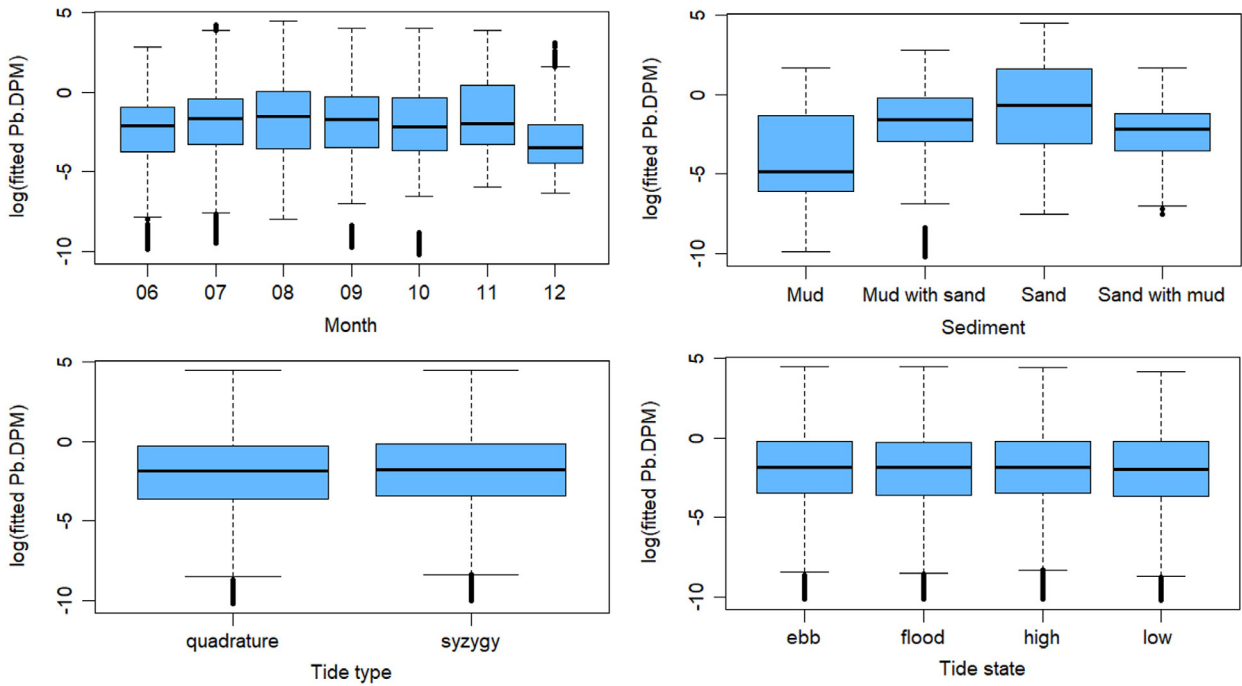 log(fitted Pb.DPM)
5
0
-5
-10
06 07 08 09 10 11 12
Month
log(fitted Pb.DPM)
5
0
-5
-10
Mud Mud with sand Sand Sand with mud
Sediment
log(fitted Pb.DPM)
5
0
-5
-10
quadrature syzygy
Tide type
log(fitted Pb.DPM)
5
0
-5
-10
ebb flood high low
Tide state